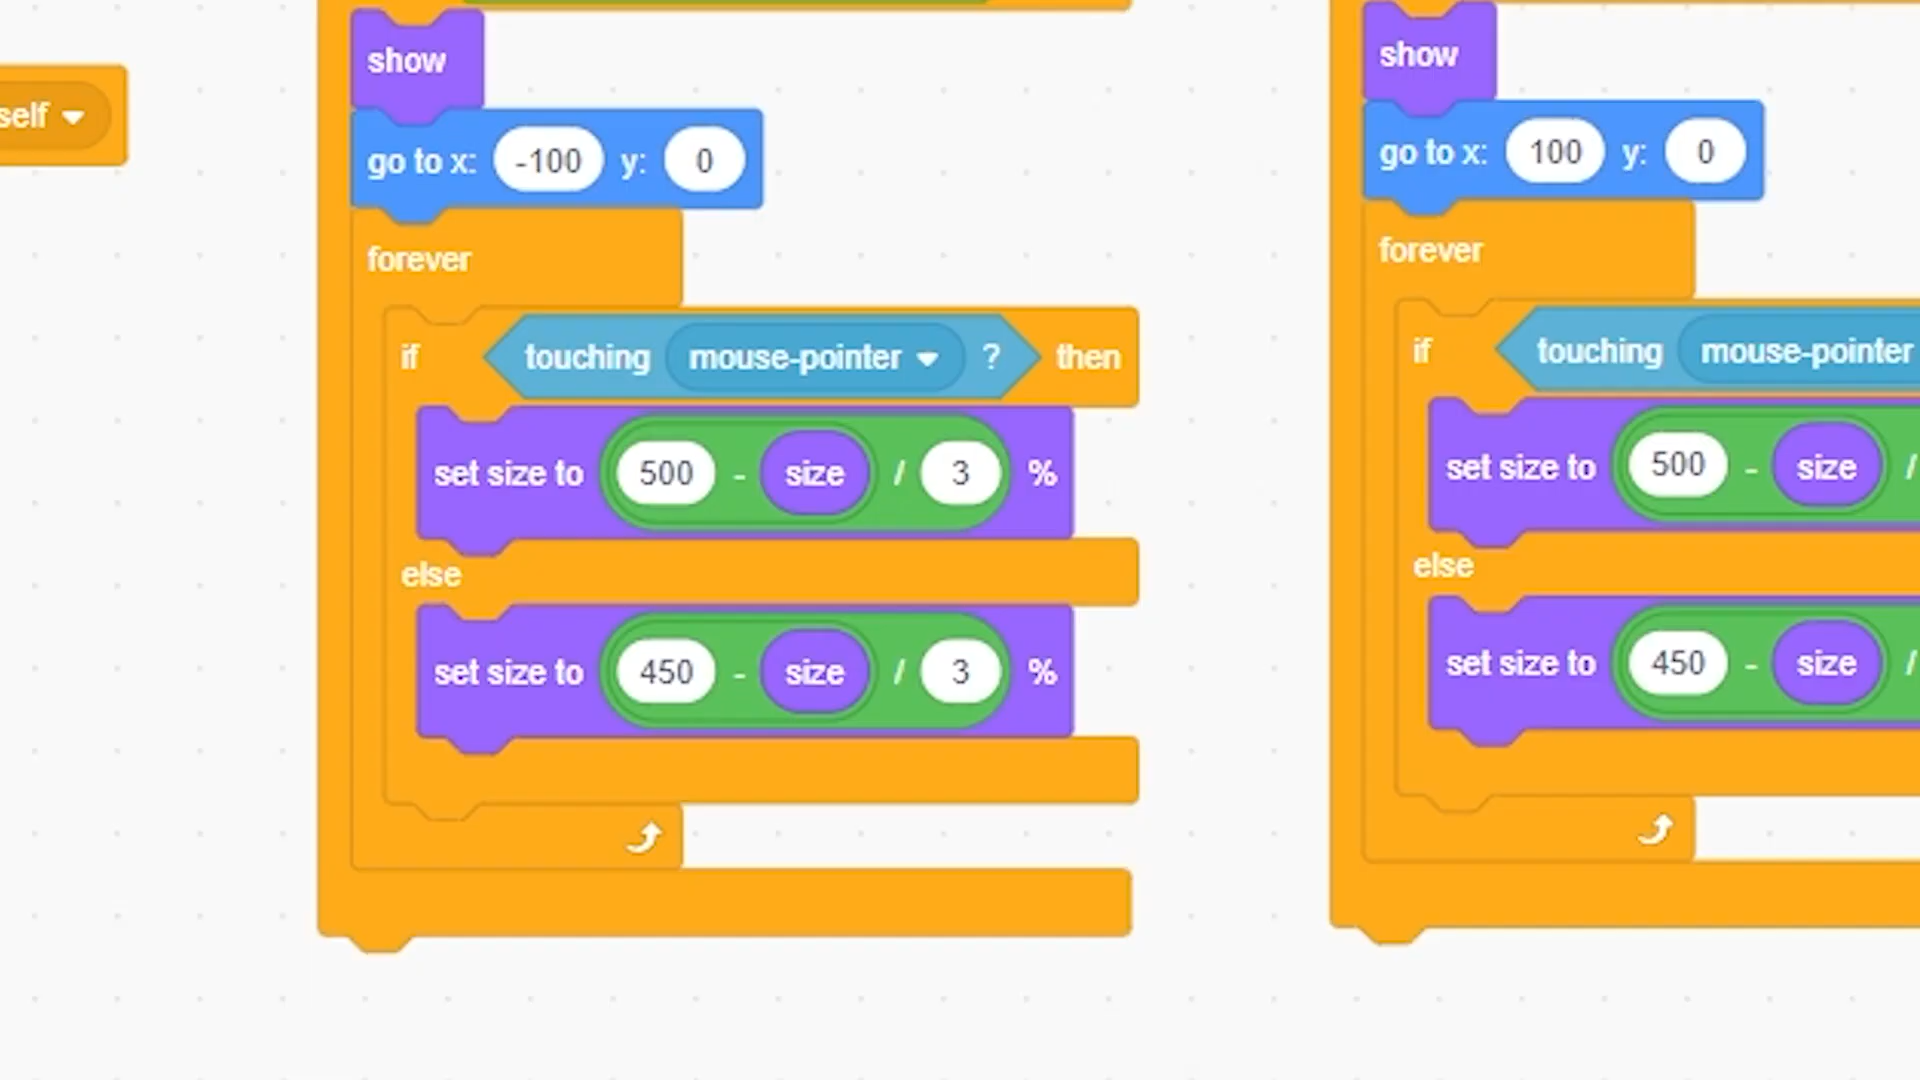 self
show
go to x: -100 y: 0
forever
if touching mouse-pointer ? then
set size to 500 - size / 3 %
else
set size to 450 - size / 3 %
show
go to x: 100 y: 0
forever
if touching mouse-pointer
set size to 500 - size /
else
set size to 450 - size /